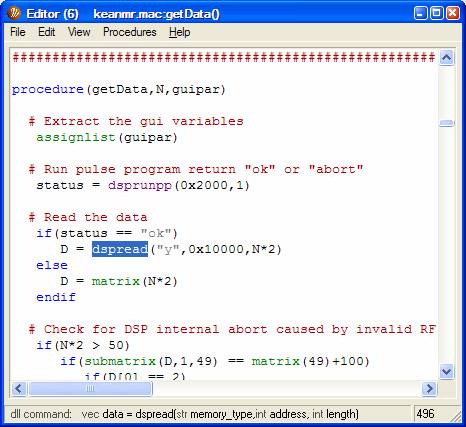 Editor (6) keanmr.mac:getData()
File Edit View Procedures Help
#####################################################
procedure(getData,N,guipar)
# Extract the gui variables
assignlist(guipar)
# Run pulse program return "ok" or "abort"
status = dsprunpp(0x2000,1)
# Read the data
if(status == "ok")
D = dspread("y",0x10000,N*2)
else
D = matrix(N*2)
endif
# Check for DSP internal abort caused by invalid RF
if(N*2 > 50)
if(submatrix(D,1,49) == matrix(49)+100)
if(D[0] == 2)
dll command: vec data = dspread(str memory_type,int address, int length)
496